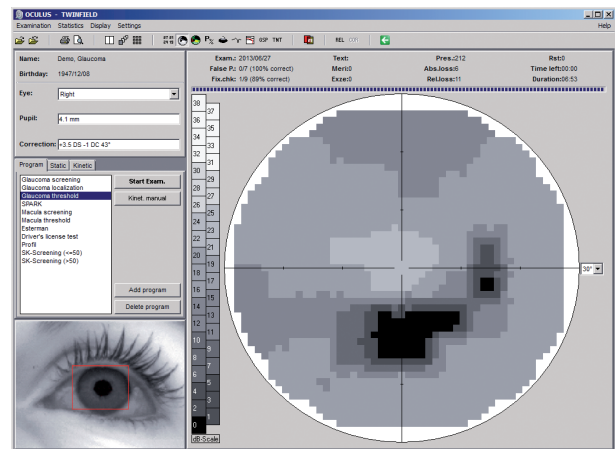 OCULUS - TWINFIELD
Examination Statistics Display Settings Help
GSP TNT REL
Name: Demo, Glaucoma
Birthday: 1947/12/08
Eye: Right
Pupil: 4.1 mm
Correction: +3.5 DS -1 DC 43°
Program Static Kinetic
Glaucoma screening
Glaucoma localization
Glaucoma threshold
SPARK
Macula screening
Macula threshold
Esterman
Driver's license test
Profil
SK-Screening (<=50)
SK-Screening (>50)
Start Exam.
Kinet. manual
Add program
Delete program
Exam.: 2013/06/27 Text: Pres.:212 Rst:0
False P.: 0/7 (100% correct) Meri:0 Abs.loss:6 Time left:00:00
Fix.chk: 1/9 (89% correct) Exze:0 Rel.loss:11 Duration:06:53
38
37
36
35
34
33
32
31
30
29
28
27
26
25
24
23
22
21
20
19
18
17
16
15
14
13
12
11
10
9
8
7
6
5
4
3
2
1
0
dB-Scale
30°